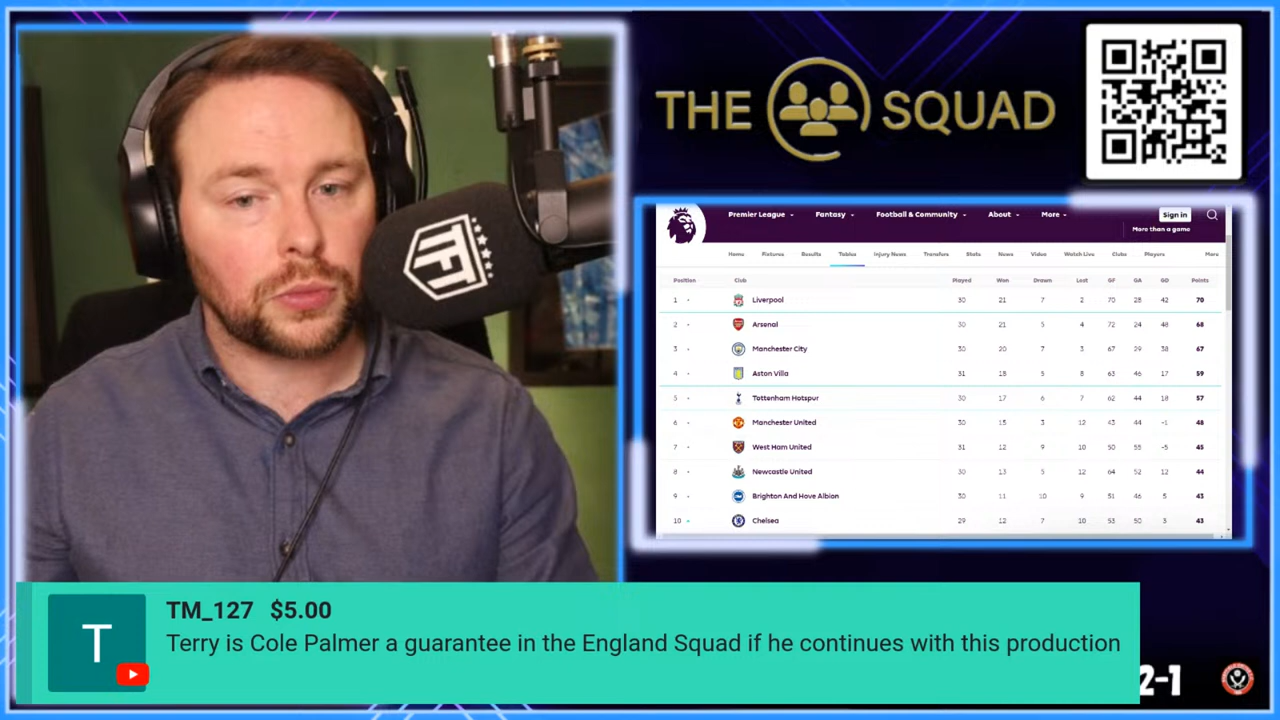 THE SQUAD
TFT
Premier League Fantasy Football & Community About More Sign in
More than a game
Home Fixtures Results Tables Injury News Transfers Stats News Video Watch Live Clubs Players More
Position Club Played Won Drawn Lost GF GA GD Points
1 Liverpool 30 21 7 2 70 28 42 70
2 Arsenal 30 21 5 4 72 24 48 68
3 Manchester City 30 20 7 3 67 29 38 67
4 Aston Villa 31 18 5 8 63 46 17 59
5 Tottenham Hotspur 30 17 6 7 62 44 18 57
6 Manchester United 30 15 3 12 43 44 -1 48
7 West Ham United 31 12 9 10 50 55 -5 45
8 Newcastle United 30 13 5 12 64 52 12 44
9 Brighton And Hove Albion 30 11 10 9 51 46 5 43
10 Chelsea 29 12 7 10 53 50 3 43
T
TM_127 $5.00
Terry is Cole Palmer a guarantee in the England Squad if he continues with this production
2-1